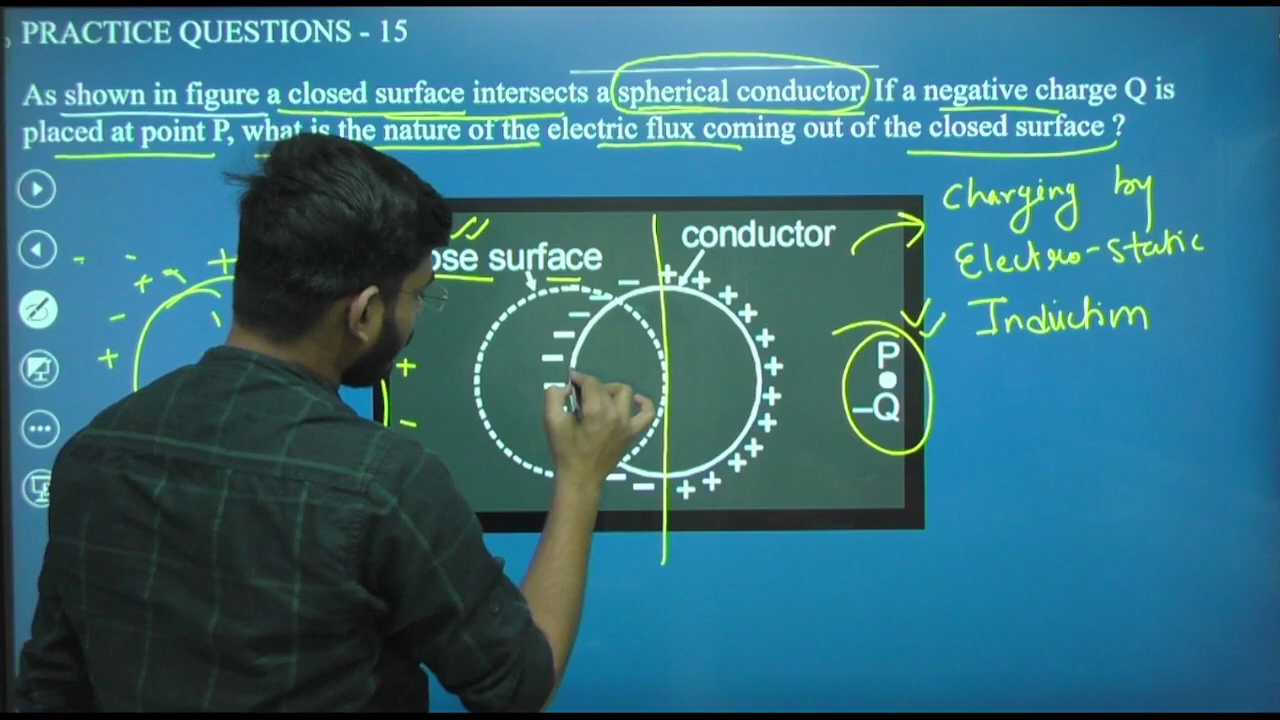 PRACTICE QUESTIONS - 15
As shown in figure a closed surface intersects a spherical conductor. If a negative charge Q is
placed at point P, what is the nature of the electric flux coming out of the closed surface ?
Charging by
Electro-static
Induction
conductor
ose surface
P
–Q